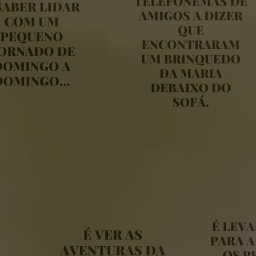 SABER LIDAR
COM UM
PEQUENO
TORNADO DE
DOMINGO A
DOMINGO...
TELEFONEMAS DE
AMIGOS A DIZER
QUE
ENCONTRARAM
UM BRINQUEDO
DA MARIA
DEBAIXO DO
SOFÁ.
É VER AS
AVENTURAS DA
É LEVA
PARA A
OS PI